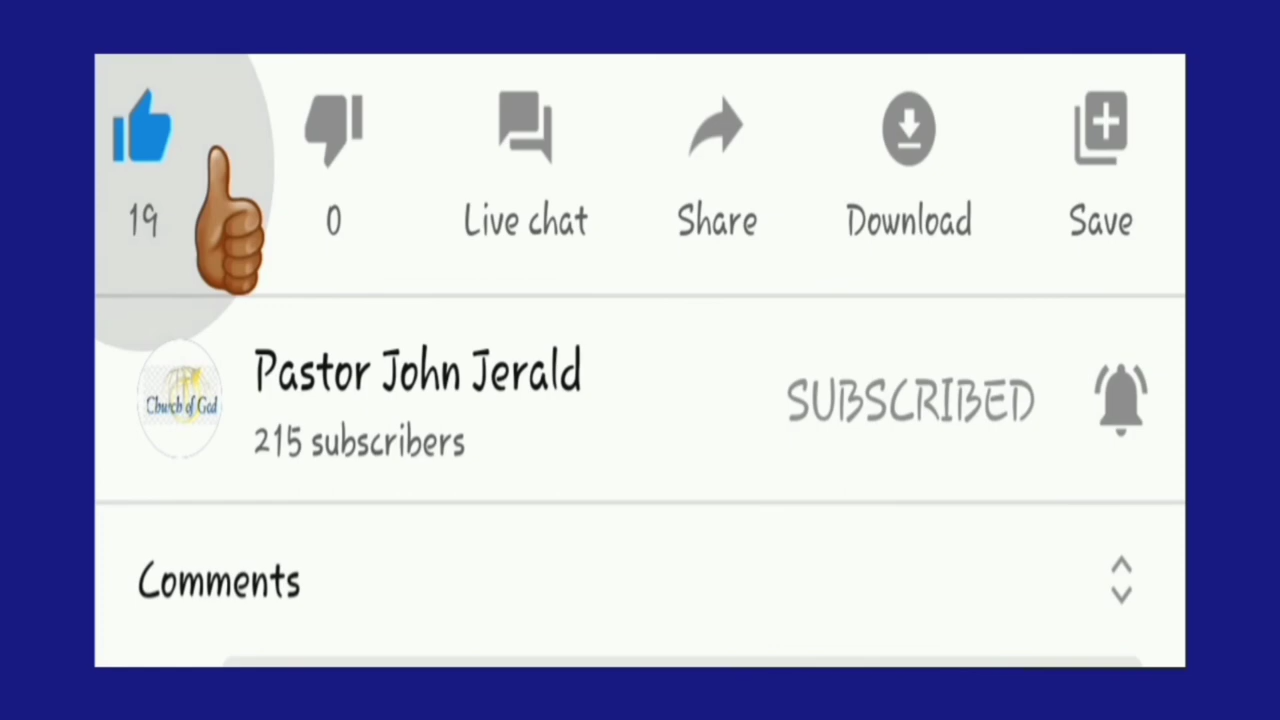 19
0
Live chat
Share
Download
Save
Pastor John Jerald
215 subscribers
Church of God
SUBSCRIBED
Comments